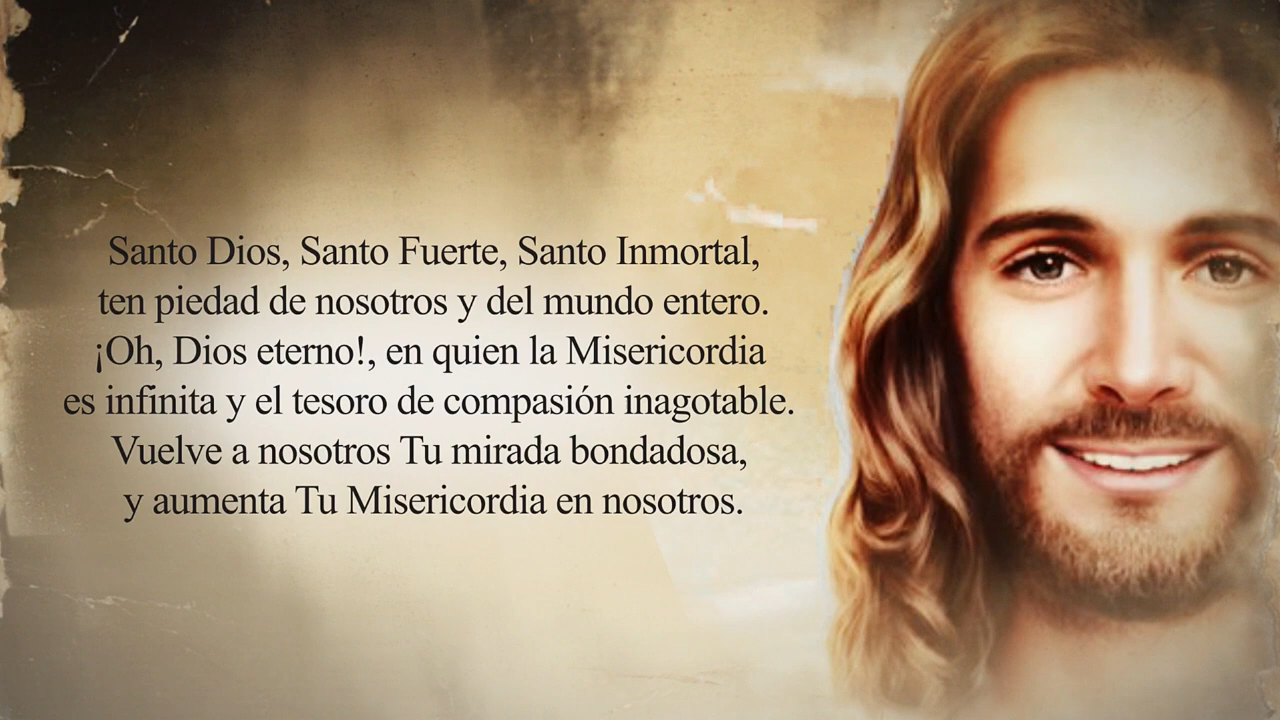 Santo Dios, Santo Fuerte, Santo Inmortal,
ten piedad de nosotros y del mundo entero.
¡Oh, Dios eterno!, en quien la Misericordia
es infinita y el tesoro de compasión inagotable.
Vuelve a nosotros Tu mirada bondadosa,
y aumenta Tu Misericordia en nosotros.